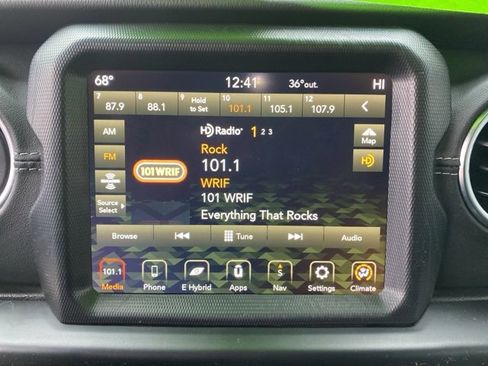 68° 12:41 36°out. HI
7 8 9 10 11 12
87.9 88.1 Hold to Set 101.1 105.1 107.9
AM HD Radio 1 2 3 Map
Rock
FM 101.1 HD
101 WRIF WRIF
101 WRIF
Source Select Everything That Rocks
Browse Tune Audio
101.1
Media Phone E Hybrid Apps Nav Settings Climate